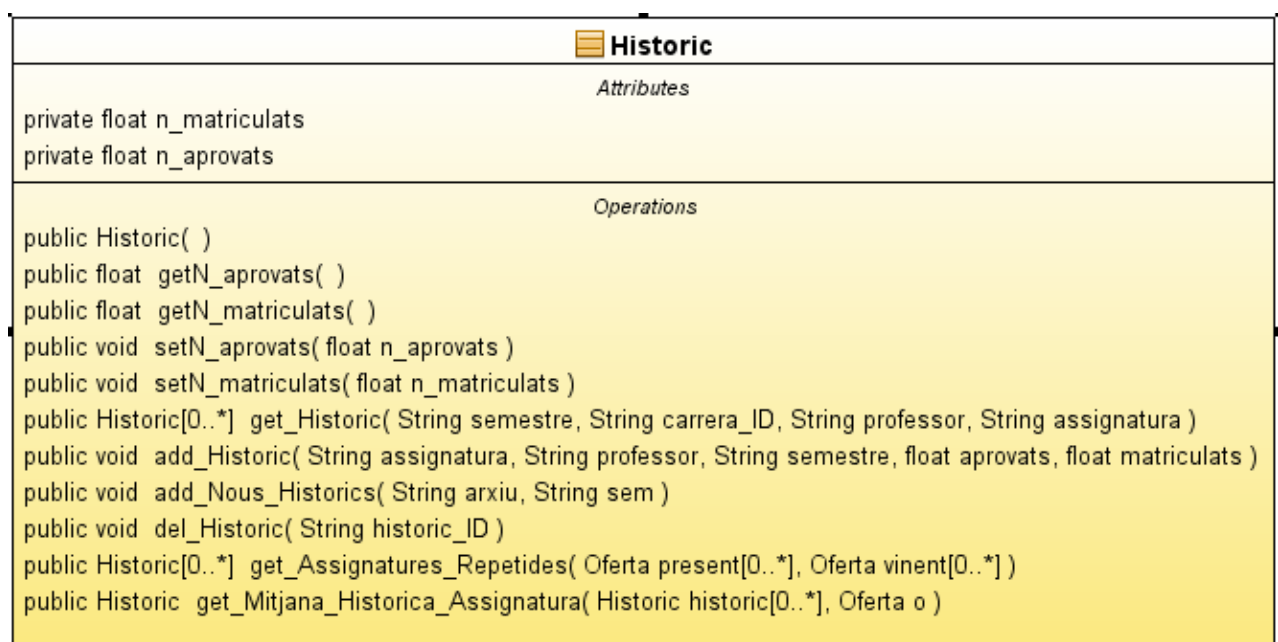 Historic
Attributes
private float n_matriculats
private float n_aprovats
Operations
public Historic( )
public float getN_aprovats( )
public float getN_matriculats( )
public void setN_aprovats( float n_aprovats )
public void setN_matriculats( float n_matriculats )
public Historic[0..*] get_Historic( String semestre, String carrera_ID, String professor, String assignatura )
public void add_Historic( String assignatura, String professor, String semestre, float aprovats, float matriculats )
public void add_Nous_Historics( String arxiu, String sem )
public void del_Historic( String historic_ID )
public Historic[0..*] get_Assignatures_Repetides( Oferta present[0..*], Oferta vinent[0..*] )
public Historic get_Mitjana_Historica_Assignatura( Historic historic[0..*], Oferta o )